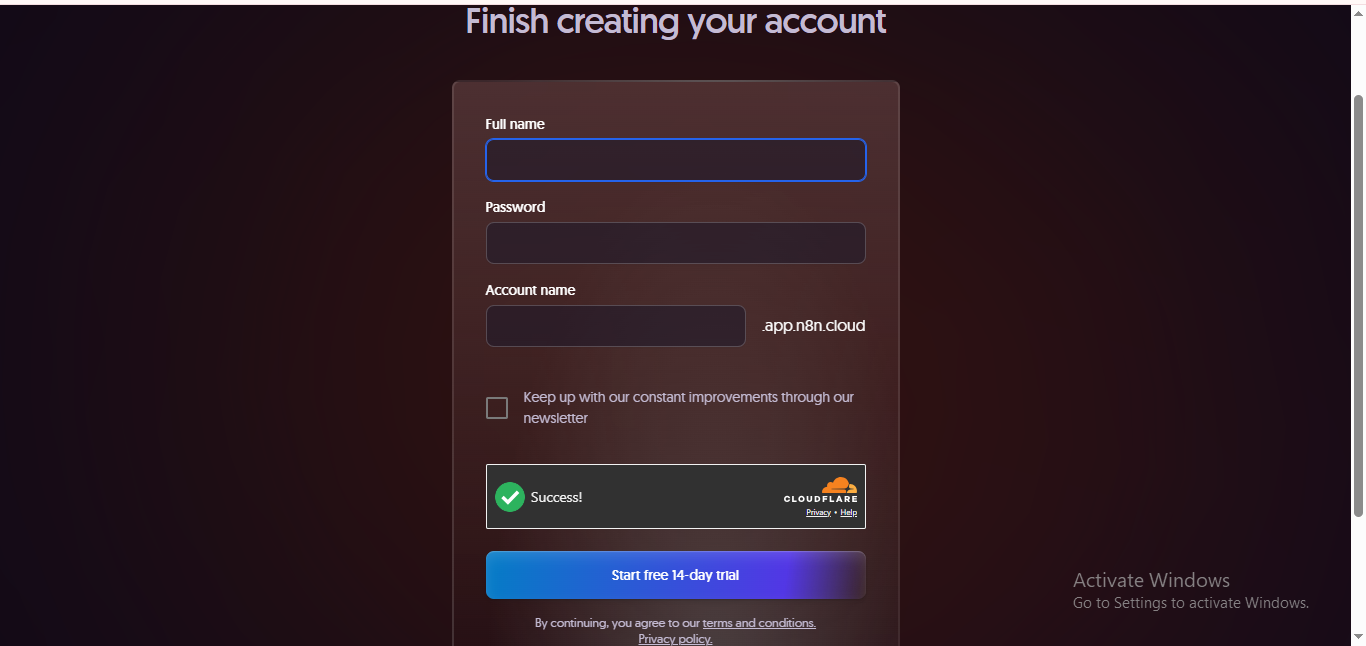 Finish creating your account
Full name
Password
Account name
.app.n8n.cloud
Keep up with our constant improvements through our
newsletter
Success!
CLOUDFLARE
Privacy • Help
Start free 14-day trial
By continuing, you agree to our terms and conditions.
Privacy policy.
Activate Windows
Go to Settings to activate Windows.